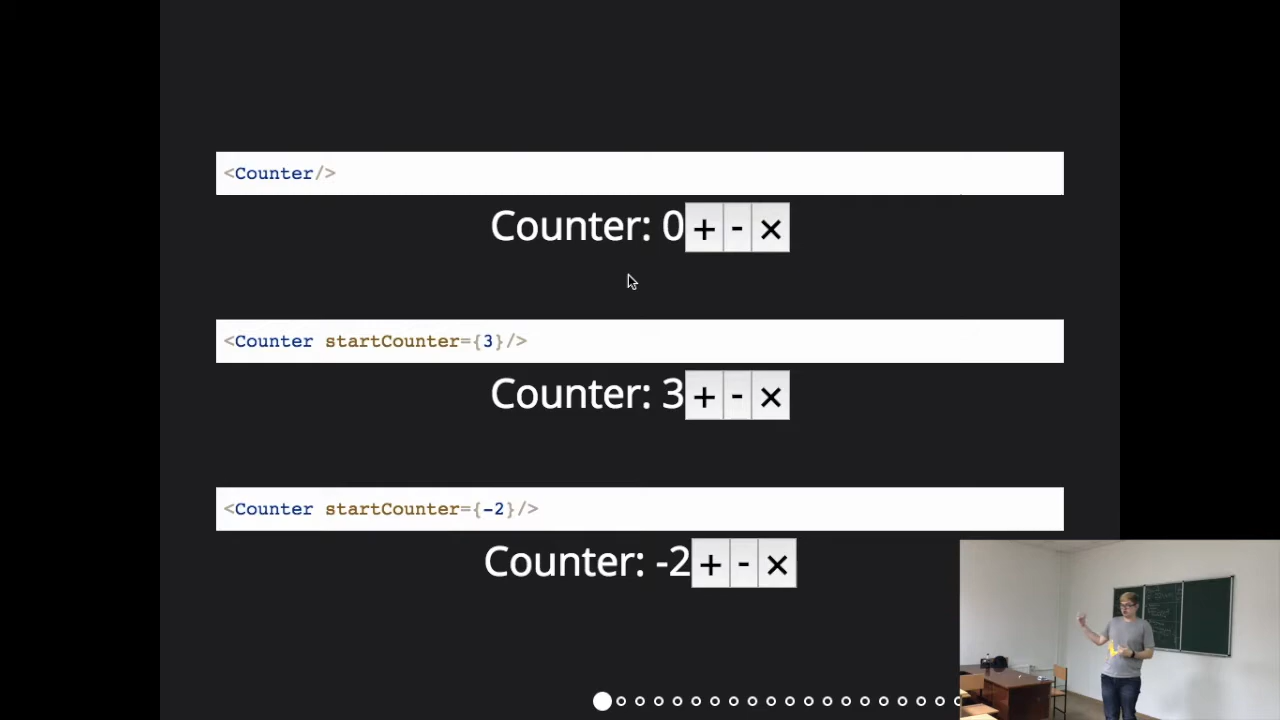 <Counter/>
Counter: 0 + - ×
<Counter startCounter={3}/>
Counter: 3 + - ×
<Counter startCounter={-2}/>
Counter: -2 + - ×